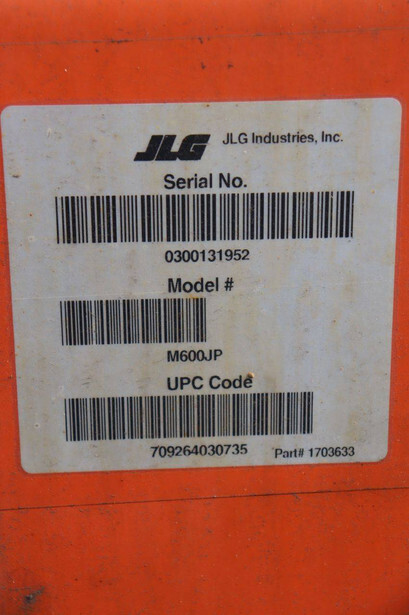 JLG JLG Industries, Inc.
Serial No.
0300131952
Model #
M600JP
UPC Code
709264030735 Part# 1703633